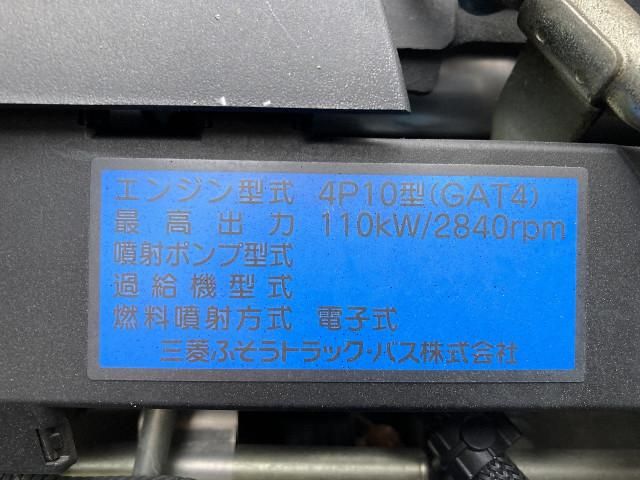 エンジン型式 4P10型(GAT4)
最高出力 110kW/2840rpm
噴射ポンプ型式
過給機型式
燃料噴射方式 電子式
三菱ふそうトラック・バス株式会社